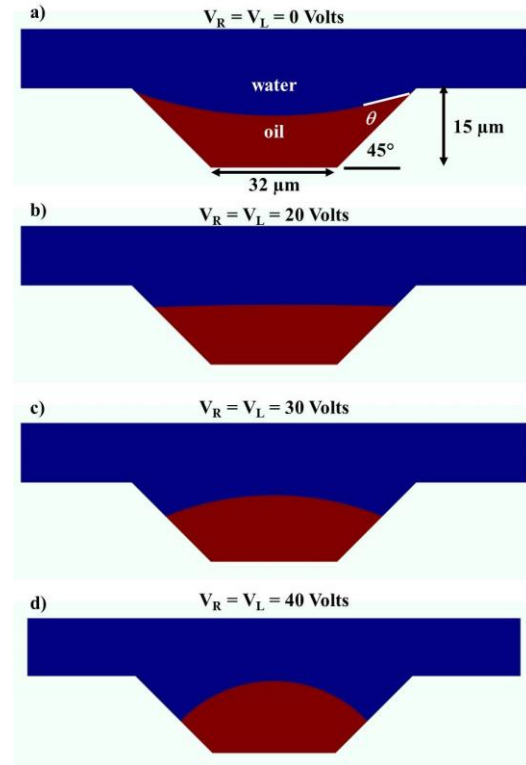 a)
V_R = V_L = 0 Volts
water
oil
θ
45°
15 µm
32 µm
b)
V_R = V_L = 20 Volts
c)
V_R = V_L = 30 Volts
d)
V_R = V_L = 40 Volts